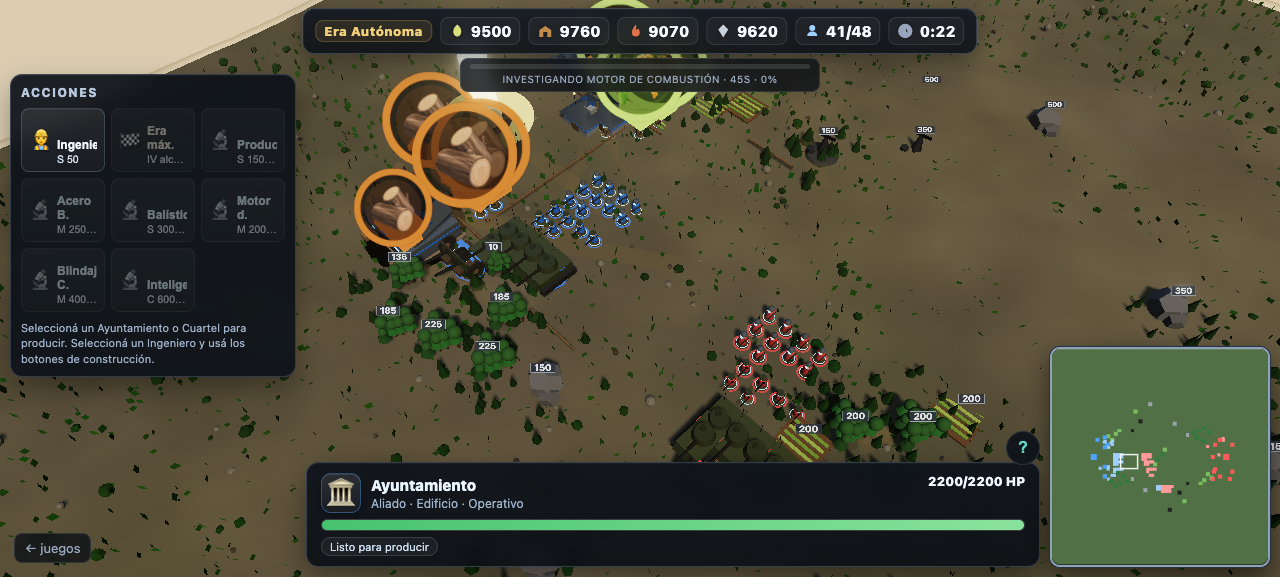 Era Autónoma
9500
9760
9070
9620
41/48
0:22
INVESTIGANDO MOTOR DE COMBUSTIÓN · 45S · 0%
ACCIONES
Ingenie
S 50
Era máx.
IV alc...
Produc
S 150...
Acero B.
M 250...
Balístic
S 300...
Motor d.
M 200...
Blindaj C.
M 400...
Intelige
C 600...
Seleccioná un Ayuntamiento o Cuartel para
producir. Seleccioná un Ingeniero y usá los
botones de construcción.
500
500
150
350
10
135
185
185
225
225
150
350
200
200
200
200
15
?
Ayuntamiento
2200/2200 HP
Aliado · Edificio · Operativo
Listo para producir
← juegos